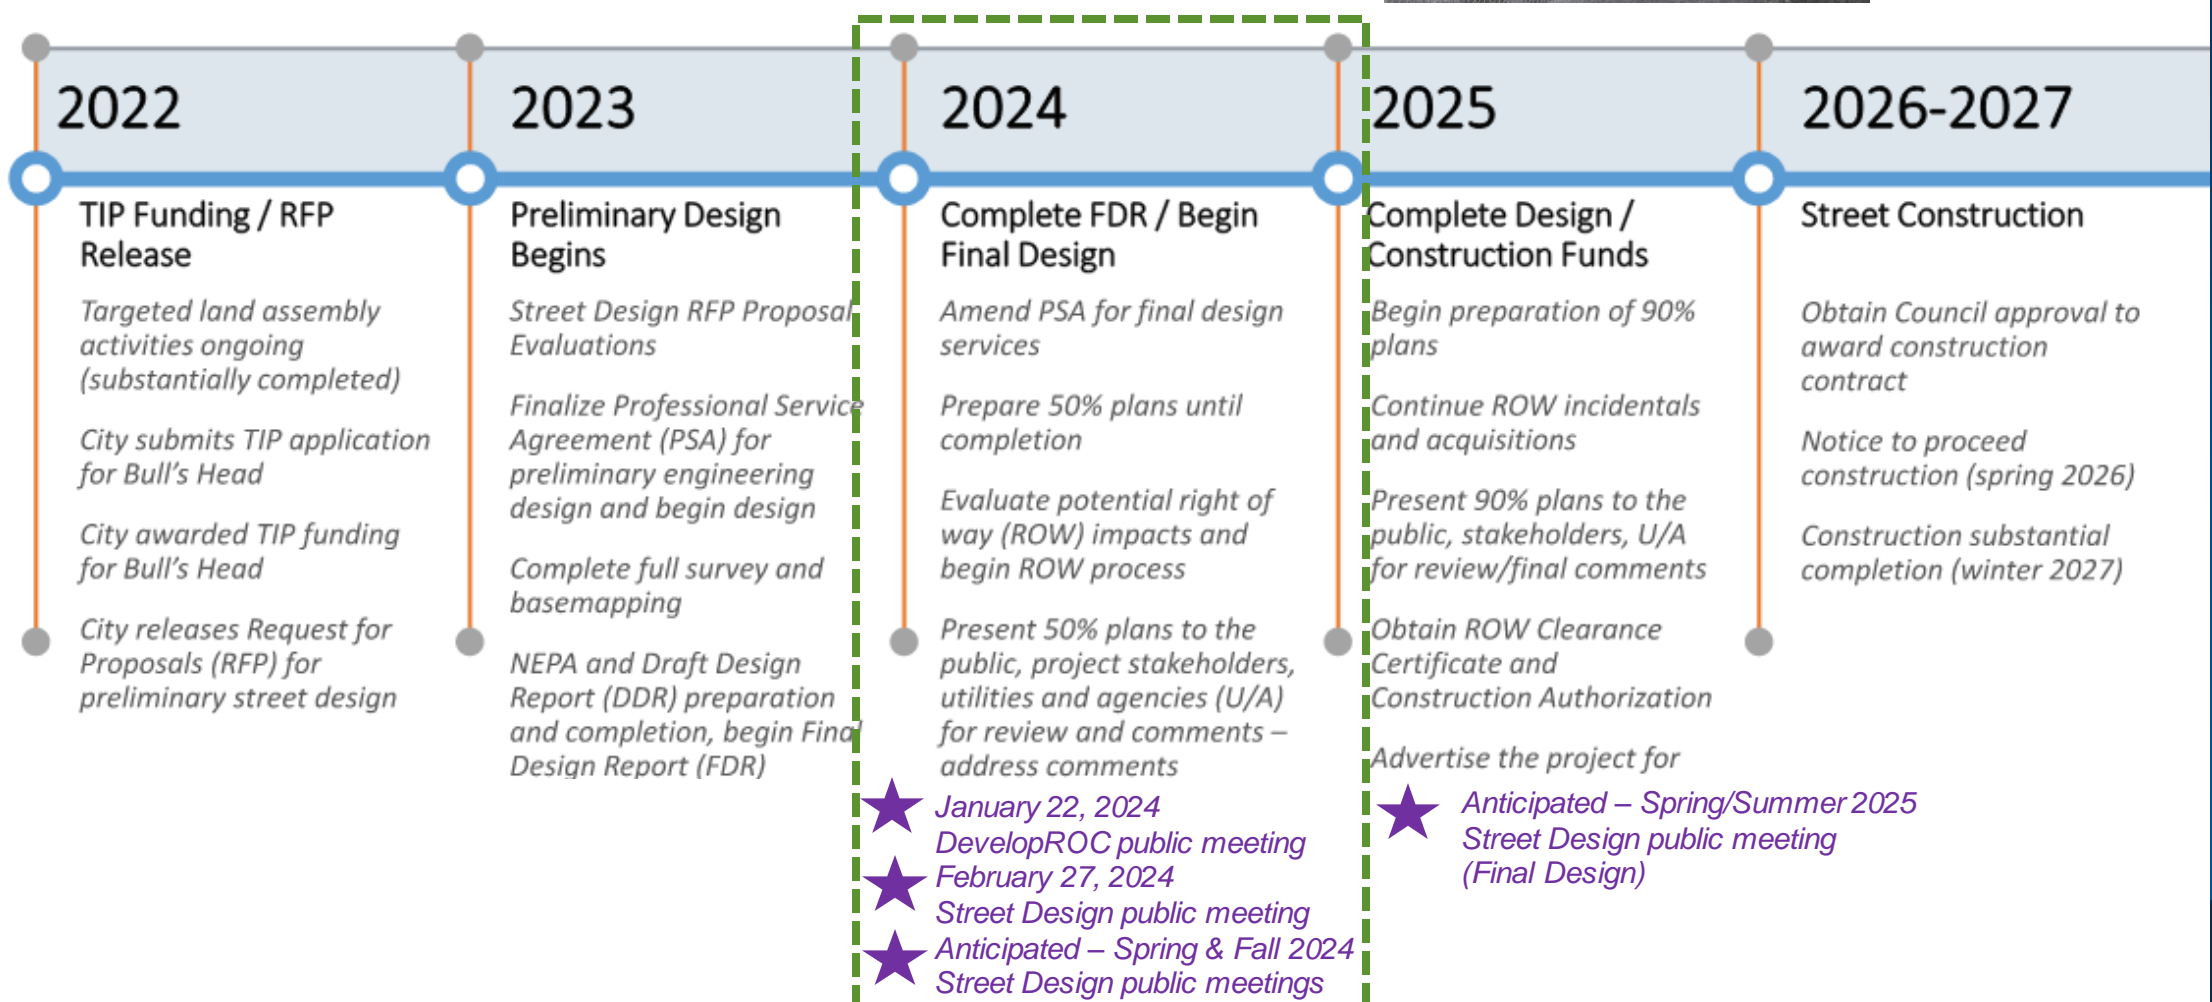 2022
TIP Funding / RFP
Release
Targeted land assembly
activities ongoing
(substantially completed)
City submits TIP application
for Bull's Head
City awarded TIP funding
for Bull's Head
City releases Request for
Proposals (RFP) for
preliminary street design
2023
Preliminary Design
Begins
Street Design RFP Proposal
Evaluations
Finalize Professional Service
Agreement (PSA) for
preliminary engineering
design and begin design
Complete full survey and
basemapping
NEPA and Draft Design
Report (DDR) preparation
and completion, begin Final
Design Report (FDR)
2024
Complete FDR / Begin
Final Design
Amend PSA for final design
services
Prepare 50% plans until
completion
Evaluate potential right of
way (ROW) impacts and
begin ROW process
Present 50% plans to the
public, project stakeholders,
utilities and agencies (U/A)
for review and comments –
address comments
January 22, 2024
DevelopROC public meeting
February 27, 2024
Street Design public meeting
Anticipated – Spring & Fall 2024
Street Design public meetings
2025
Complete Design /
Construction Funds
Begin preparation of 90%
plans
Continue ROW incidentals
and acquisitions
Present 90% plans to the
public, stakeholders, U/A
for review/final comments
Obtain ROW Clearance
Certificate and
Construction Authorization
Advertise the project for
Anticipated – Spring/Summer 2025
Street Design public meeting
(Final Design)
2026-2027
Street Construction
Obtain Council approval to
award construction
contract
Notice to proceed
construction (spring 2026)
Construction substantial
completion (winter 2027)